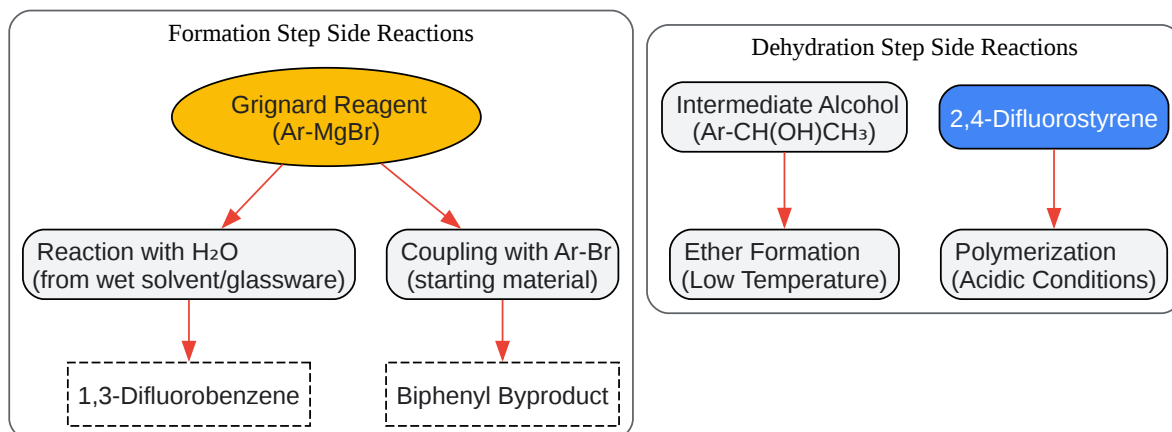 Formation Step Side Reactions
Grignard Reagent
(Ar-MgBr)
Reaction with H₂O
(from wet solvent/glassware)
Coupling with Ar-Br
(starting material)
1,3-Difluorobenzene
Biphenyl Byproduct
Dehydration Step Side Reactions
Intermediate Alcohol
(Ar-CH(OH)CH₃)
2,4-Difluorostyrene
Ether Formation
(Low Temperature)
Polymerization
(Acidic Conditions)